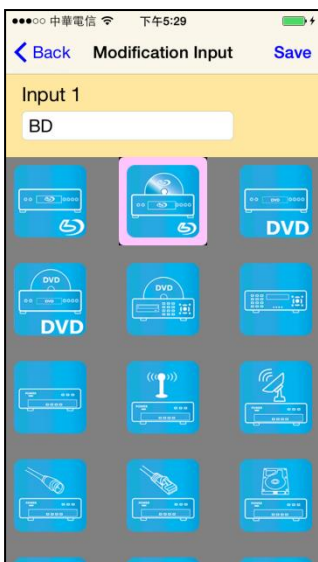 中華電信 下午5:29
Back Modification Input Save
Input 1
BD
DVD
DVD
DVD
DVD